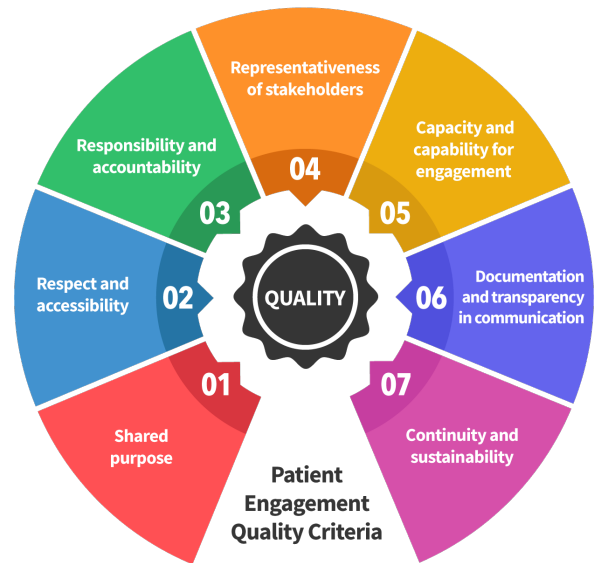 01
Shared
purpose
02
Respect and
accessibility
03
Responsibility and
accountability
04
Representativeness
of stakeholders
05
Capacity and
capability for
engagement
06
Documentation
and transparency
in communication
07
Continuity and
sustainability
QUALITY
Patient
Engagement
Quality Criteria